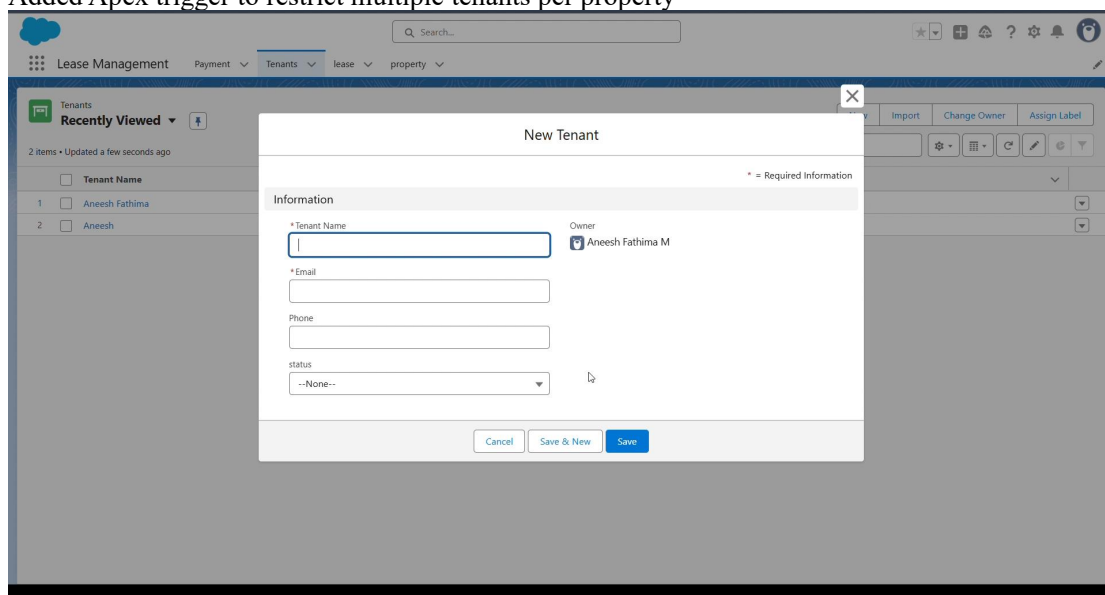 Added Apex trigger to restrict multiple tenants per property
Search...
Lease Management Payment Tenants lease property
Tenants
Recently Viewed
Import Change Owner Assign Label
2 items • Updated a few seconds ago
New Tenant
* = Required Information
Tenant Name
1 Aneesh Fathima
2 Aneesh
Information
*Tenant Name
Owner
Aneesh Fathima M
*Email
Phone
status
--None--
Cancel Save & New Save